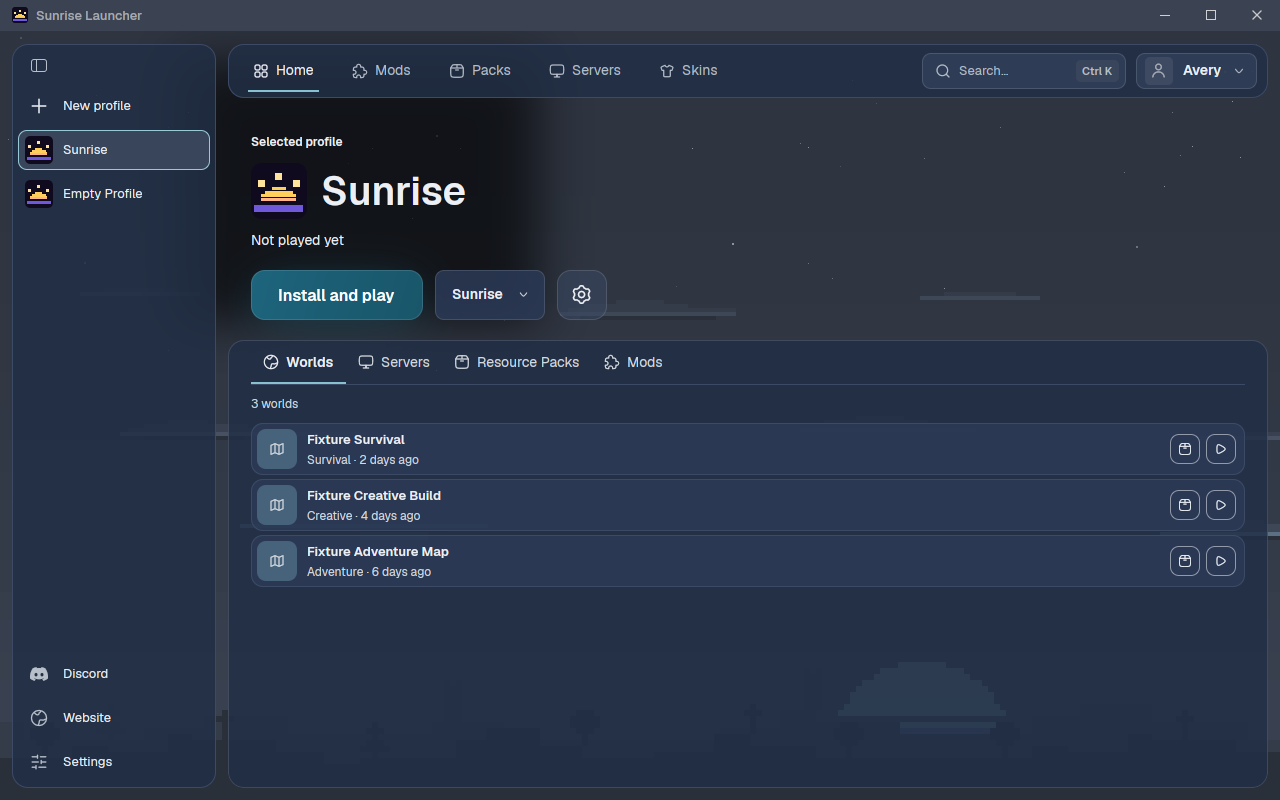 Sunrise Launcher
Home
Mods
Packs
Servers
Skins
Search...
Ctrl K
Avery
New profile
Sunrise
Empty Profile
Discord
Website
Settings
Selected profile
Sunrise
Not played yet
Install and play
Sunrise
Worlds
Servers
Resource Packs
Mods
3 worlds
Fixture Survival
Survival · 2 days ago
Fixture Creative Build
Creative · 4 days ago
Fixture Adventure Map
Adventure · 6 days ago